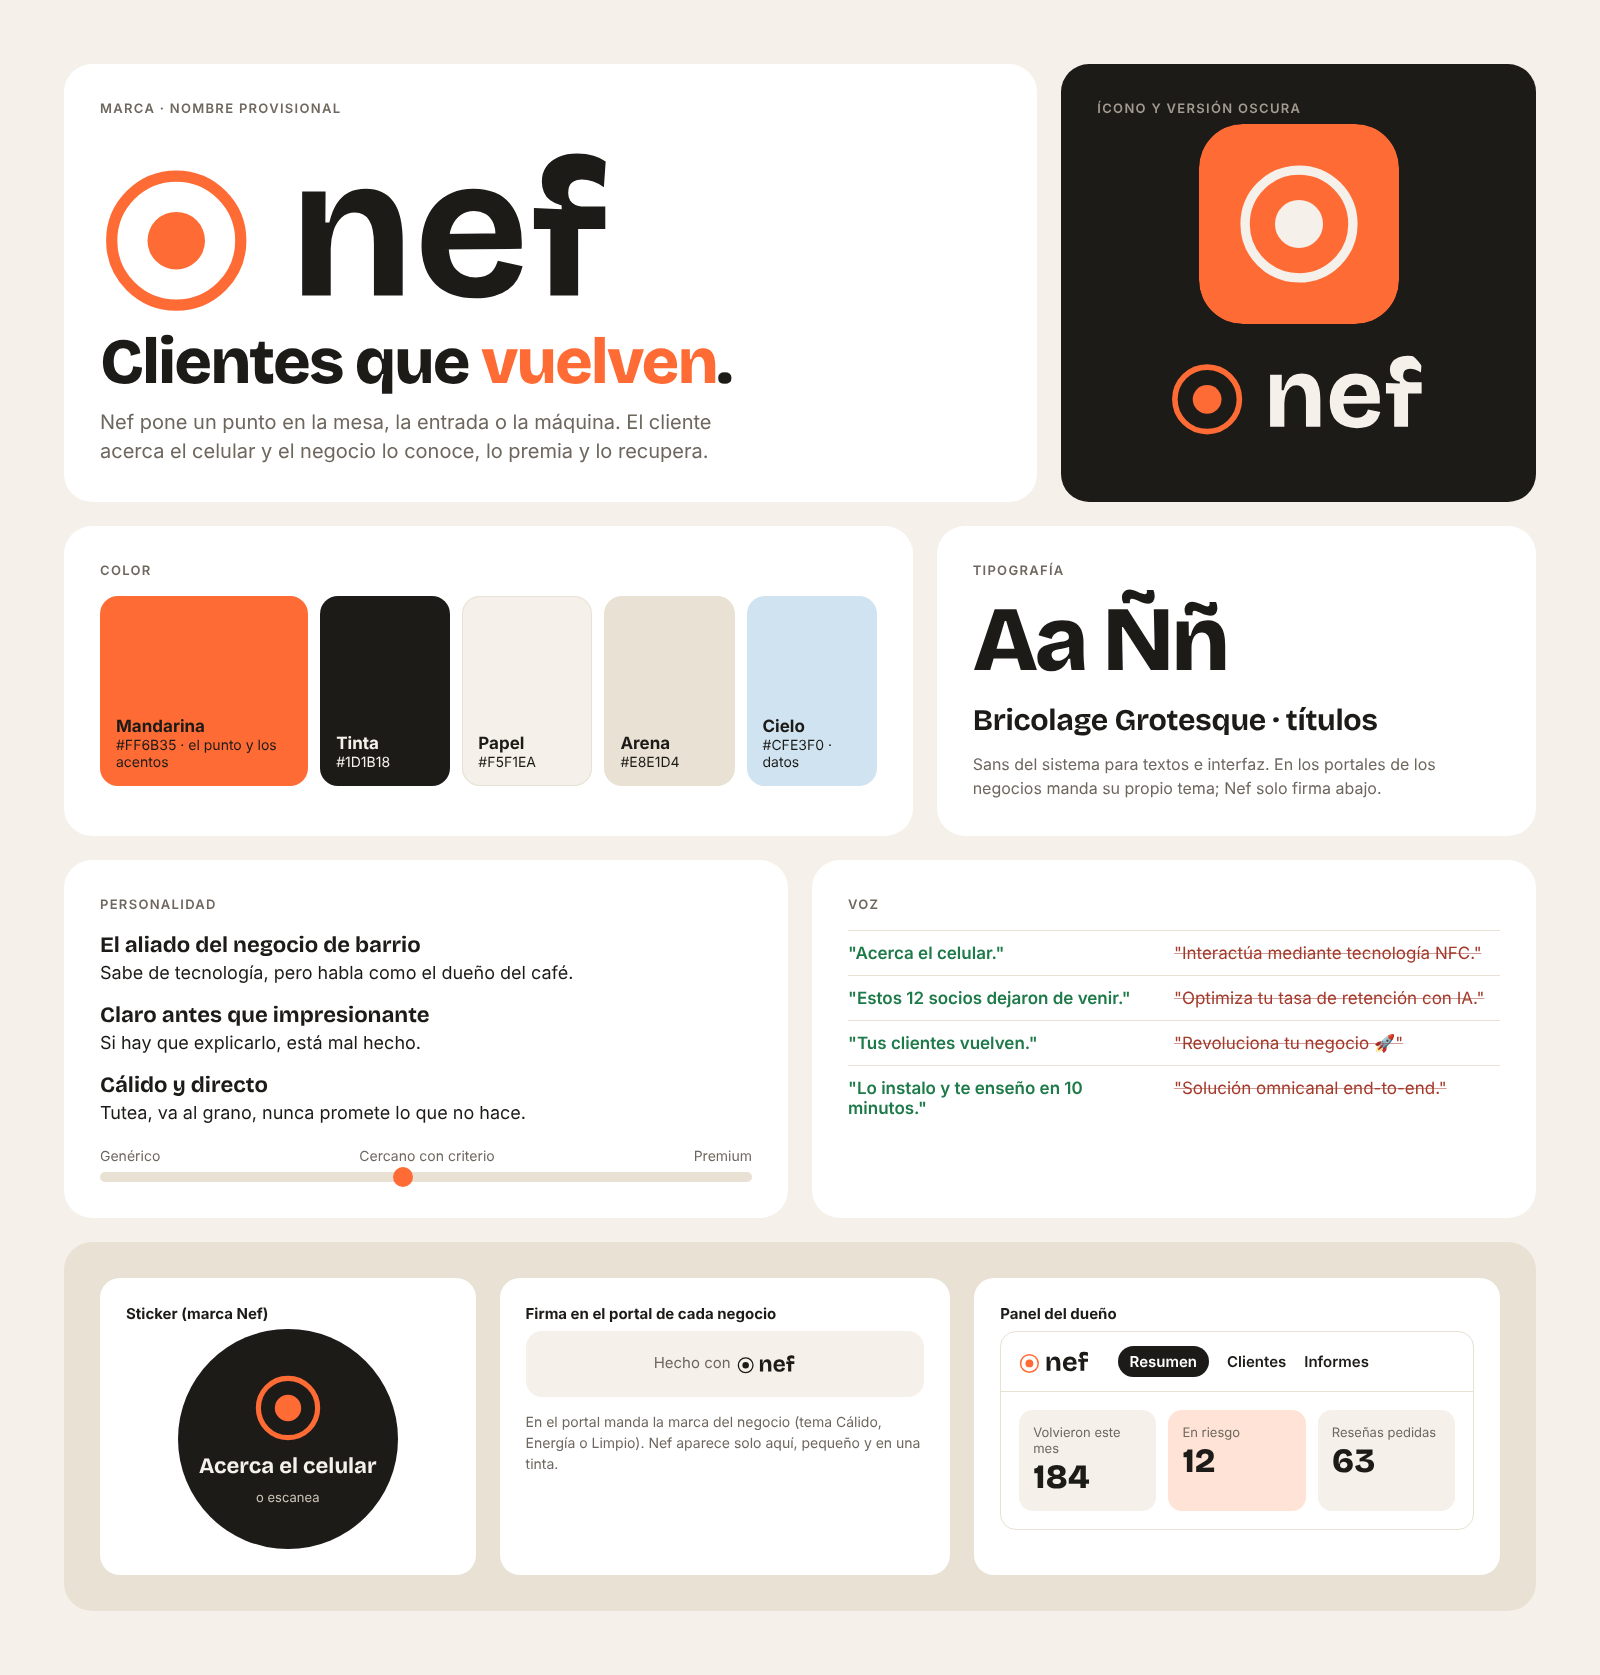 MARCA · NOMBRE PROVISIONAL
nef
Clientes que vuelven.
Nef pone un punto en la mesa, la entrada o la máquina. El cliente
acerca el celular y el negocio lo conoce, lo premia y lo recupera.
ÍCONO Y VERSIÓN OSCURA
nef
COLOR
Mandarina
#FF6B35 · el punto y los
acentos
Tinta
#1D1B18
Papel
#F5F1EA
Arena
#E8E1D4
Cielo
#CFE3F0 ·
datos
TIPOGRAFÍA
Aa Ññ
Bricolage Grotesque · títulos
Sans del sistema para textos e interfaz. En los portales de los
negocios manda su propio tema; Nef solo firma abajo.
PERSONALIDAD
El aliado del negocio de barrio
Sabe de tecnología, pero habla como el dueño del café.
Claro antes que impresionante
Si hay que explicarlo, está mal hecho.
Cálido y directo
Tutea, va al grano, nunca promete lo que no hace.
Genérico Cercano con criterio Premium
VOZ
"Acerca el celular." "Interactúa mediante tecnología NFC."
"Estos 12 socios dejaron de venir." "Optimiza tu tasa de retención con IA."
"Tus clientes vuelven." "Revoluciona tu negocio 🚀"
"Lo instalo y te enseño en 10
minutos."
"Solución omnicanal end-to-end."
Sticker (marca Nef)
Acerca el celular
o escanea
Firma en el portal de cada negocio
Hecho con nef
En el portal manda la marca del negocio (tema Cálido,
Energía o Limpio). Nef aparece solo aquí, pequeño y en una
tinta.
Panel del dueño
nef Resumen Clientes Informes
Volvieron este
mes
184
En riesgo
12
Reseñas pedidas
63